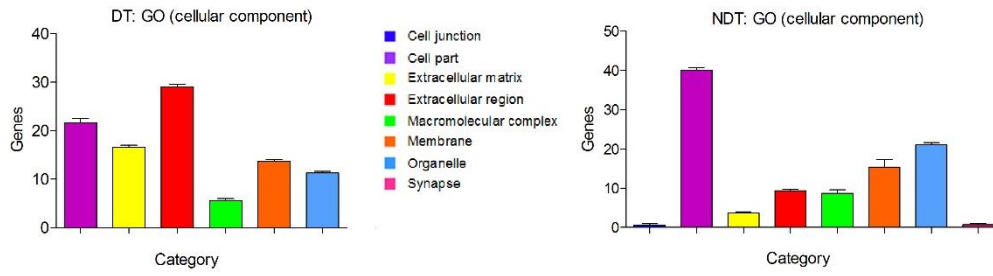 DT: GO (cellular component)
40
30
20
10
0
Genes
Category
Cell junction
Cell part
Extracellular matrix
Extracellular region
Macromolecular complex
Membrane
Organelle
Synapse
NDT: GO (cellular component)
50
40
30
20
10
0
Genes
Category